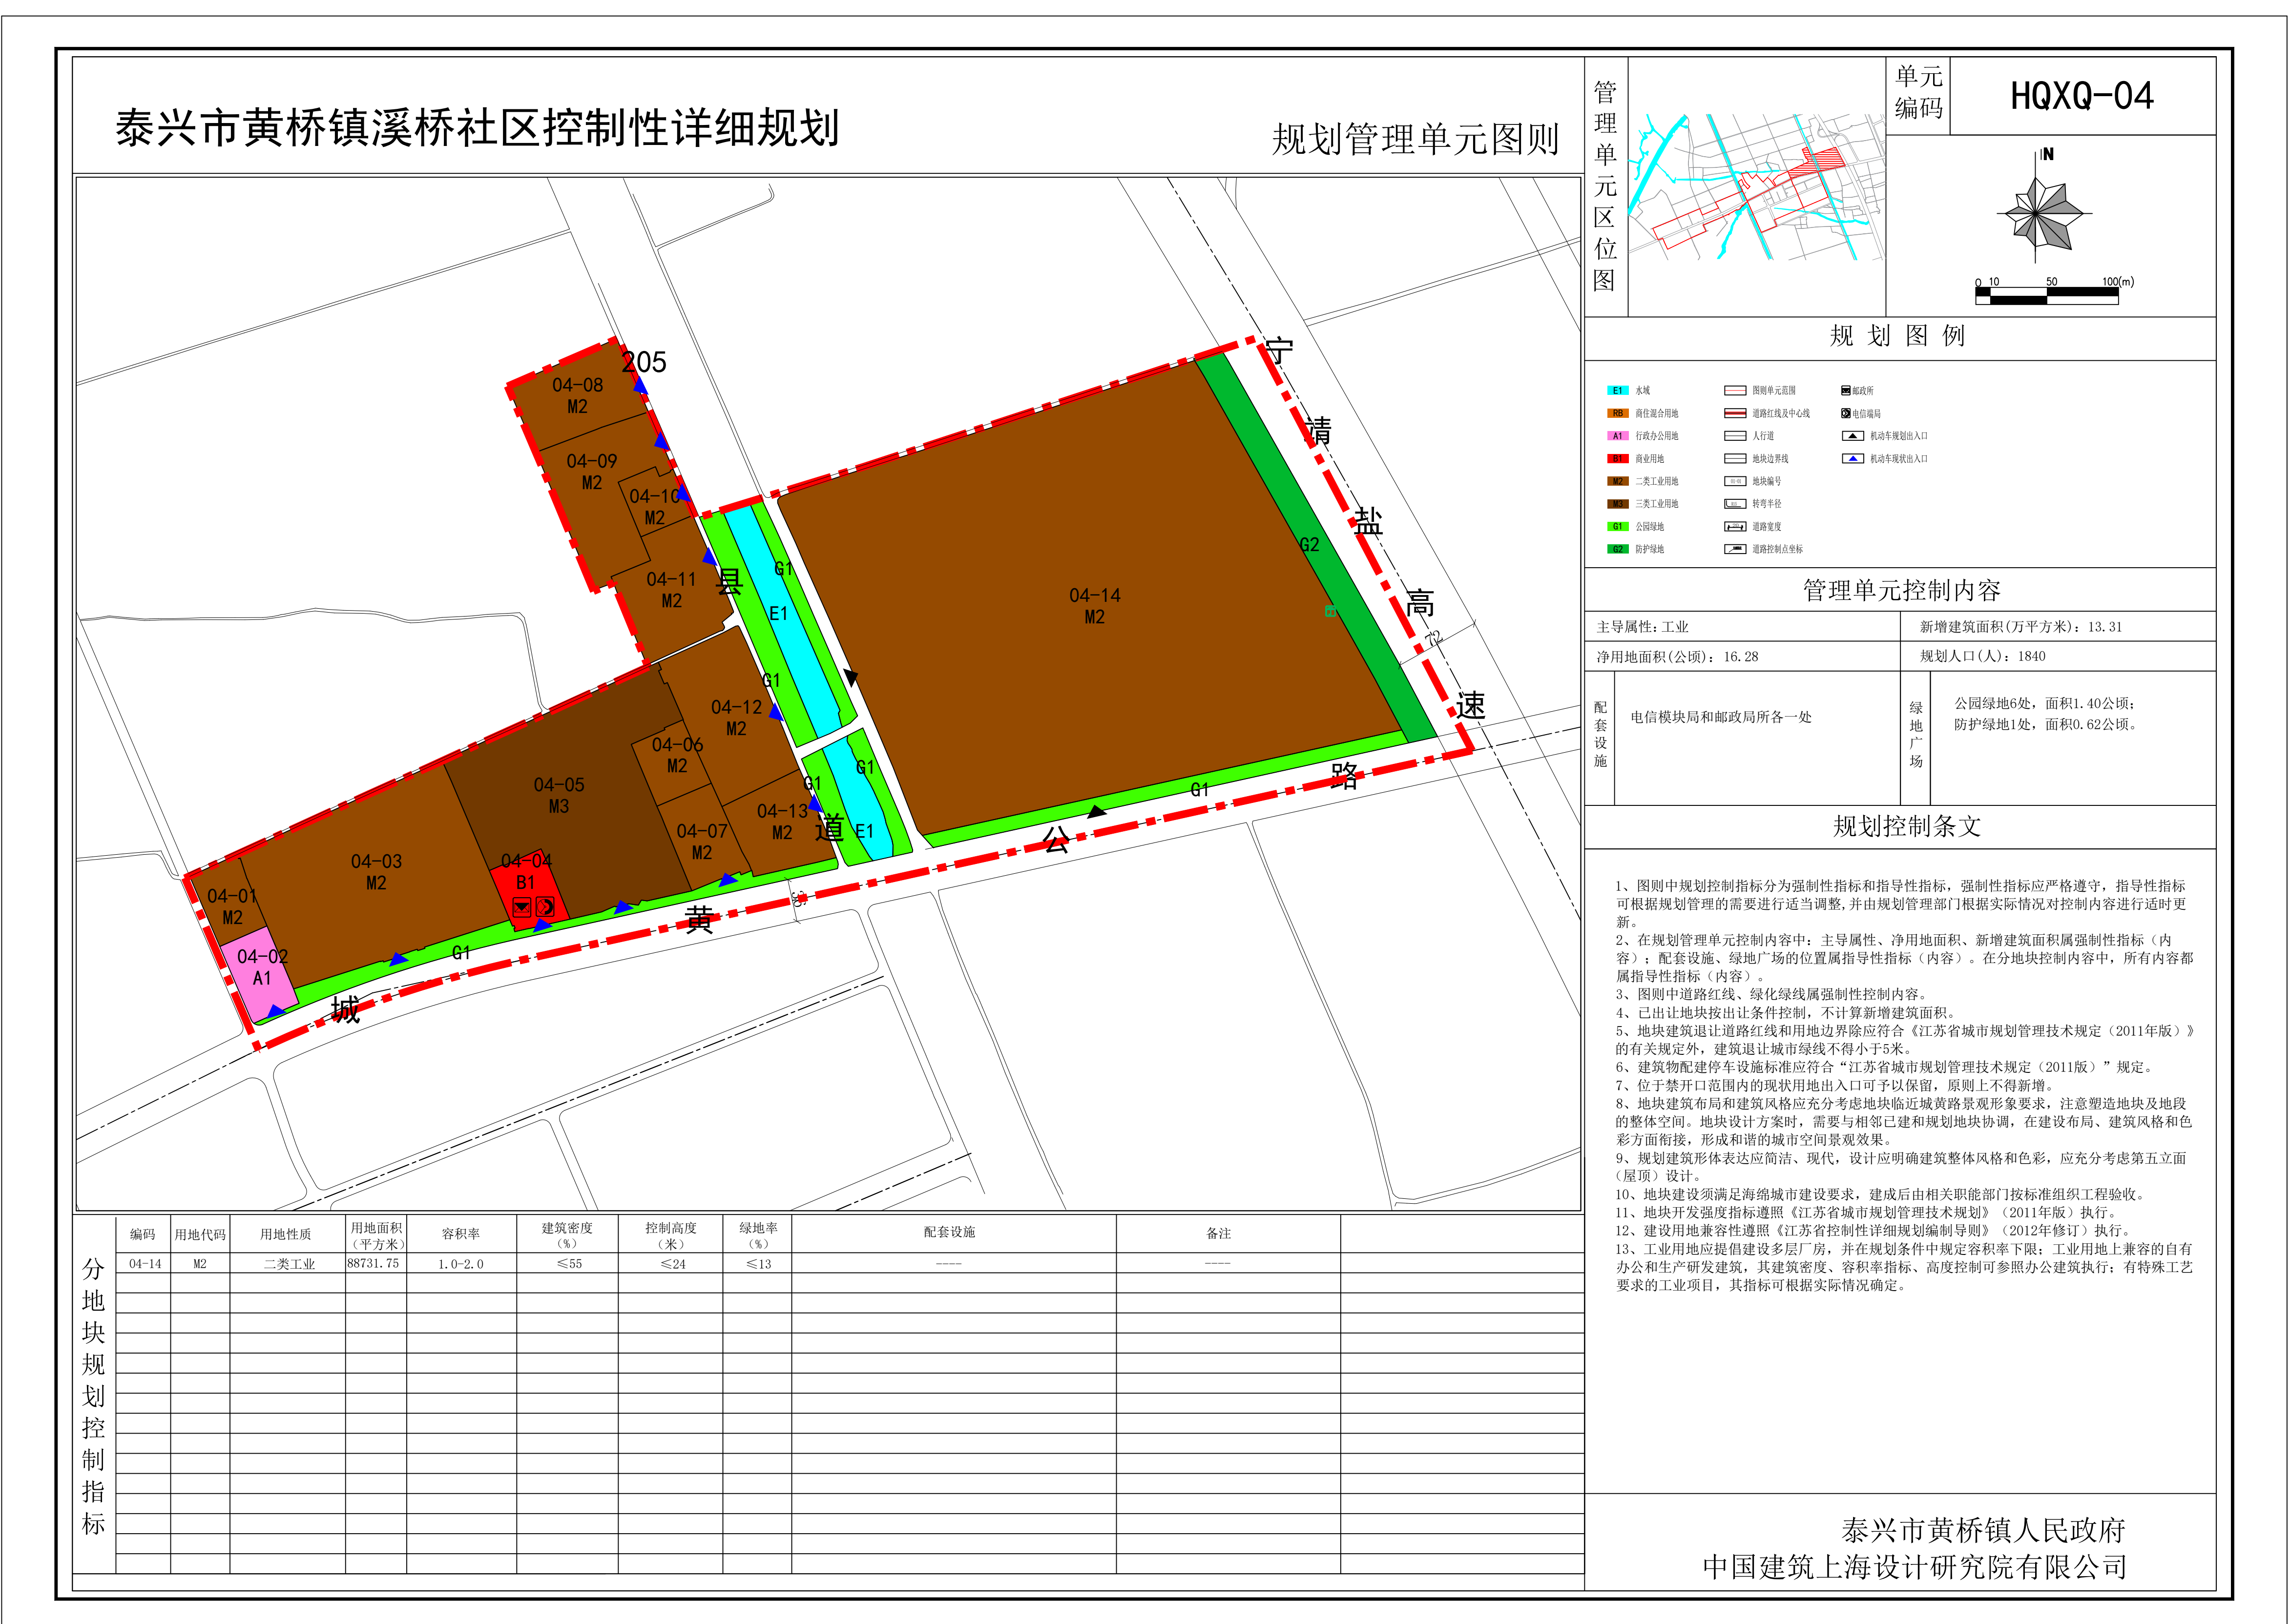 泰兴市黄桥镇溪桥社区控制性详细规划
规划管理单元图则
管理单元区位图
单元编码
HQXQ-04
N
0 10 50 100(m)
规 划 图 例
E1 水域
RB 商住混合用地
A1 行政办公用地
B1 商业用地
M2 二类工业用地
M3 三类工业用地
G1 公园绿地
G2 防护绿地
图则单元范围
道路红线及中心线
人行道
地块边界线
地块编号
转弯半径
道路宽度
道路控制点坐标
邮政所
电信端局
机动车规划出入口
机动车现状出入口
管理单元控制内容
主导属性: 工业
新增建筑面积(万平方米): 13.31
净用地面积(公顷): 16.28
规划人口(人): 1840
配套设施
电信模块局和邮政局所各一处
绿地广场
公园绿地6处，面积1.40公顷；
防护绿地1处，面积0.62公顷。
规划控制条文
1、图则中规划控制指标分为强制性指标和指导性指标，强制性指标应严格遵守，指导性指标
可根据规划管理的需要进行适当调整,并由规划管理部门根据实际情况对控制内容进行适时更
新。
2、在规划管理单元控制内容中：主导属性、净用地面积、新增建筑面积属强制性指标（内
容）；配套设施、绿地广场的位置属指导性指标（内容）。在分地块控制内容中，所有内容都
属指导性指标（内容）。
3、图则中道路红线、绿化绿线属强制性控制内容。
4、已出让地块按出让条件控制，不计算新增建筑面积。
5、地块建筑退让道路红线和用地边界除应符合《江苏省城市规划管理技术规定（2011年版）》
的有关规定外，建筑退让城市绿线不得小于5米。
6、建筑物配建停车设施标准应符合“江苏省城市规划管理技术规定（2011版）”规定。
7、位于禁开口范围内的现状用地出入口可予以保留，原则上不得新增。
8、地块建筑布局和建筑风格应充分考虑地块临近城黄路景观形象要求，注意塑造地块及地段
的整体空间。地块设计方案时，需要与相邻已建和规划地块协调，在建设布局、建筑风格和色
彩方面衔接，形成和谐的城市空间景观效果。
9、规划建筑形体表达应简洁、现代，设计应明确建筑整体风格和色彩，应充分考虑第五立面
（屋顶）设计。
10、地块建设须满足海绵城市建设要求，建成后由相关职能部门按标准组织工程验收。
11、地块开发强度指标遵照《江苏省城市规划管理技术规划》（2011年版）执行。
12、建设用地兼容性遵照《江苏省控制性详细规划编制导则》（2012年修订）执行。
13、工业用地应提倡建设多层厂房，并在规划条件中规定容积率下限；工业用地上兼容的自有
办公和生产研发建筑，其建筑密度、容积率指标、高度控制可参照办公建筑执行；有特殊工艺
要求的工业项目，其指标可根据实际情况确定。
泰兴市黄桥镇人民政府
中国建筑上海设计研究院有限公司
205
县
道
宁
靖
盐
高
速
城
黄
公
路
04-08
M2
04-09
M2
04-10
M2
04-11
M2
04-12
M2
04-13
M2
04-14
M2
04-05
M3
04-06
M2
04-07
M2
04-03
M2
04-04
B1
04-01
M2
04-02
A1
G1
E1
G1
G1
G1
E1
G1
G1
G2
72
36
分地块规划控制指标
编码 用地代码 用地性质 用地面积（平方米） 容积率 建筑密度（%） 控制高度（米） 绿地率（%） 配套设施 备注
04-14 M2 二类工业 88731.75 1.0-2.0 ≤55 ≤24 ≤13 ---- ----